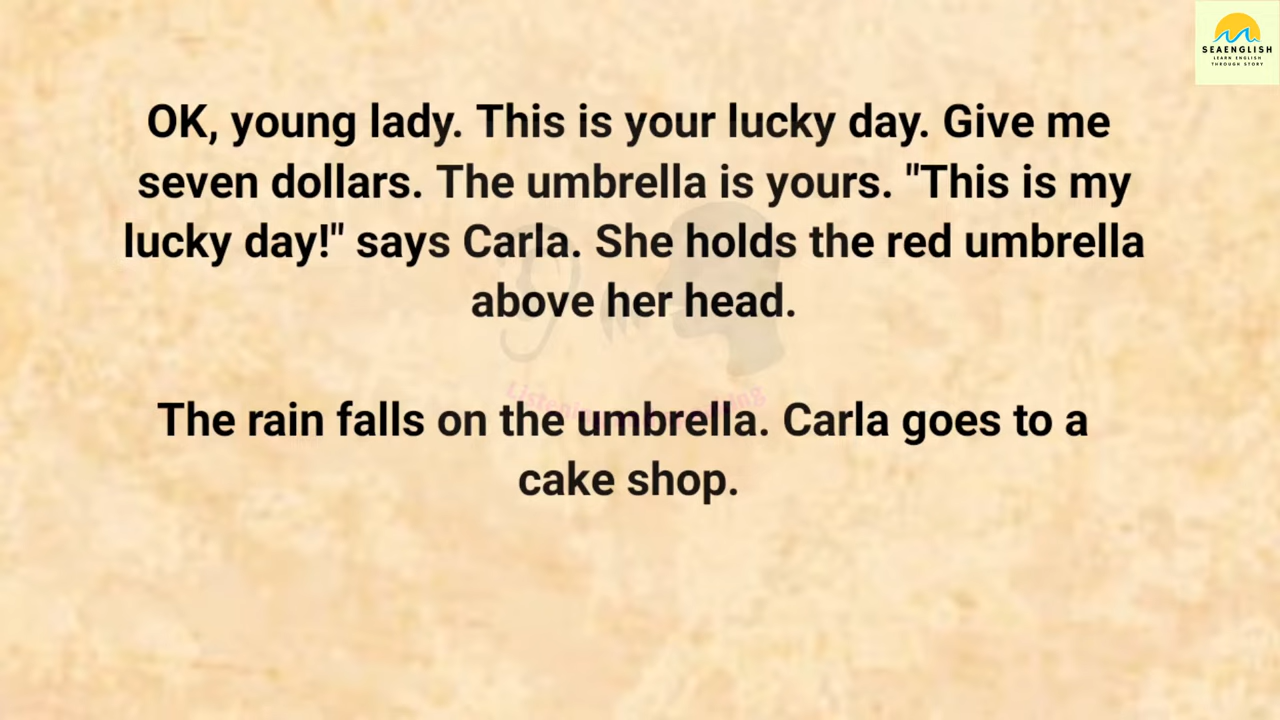 SEAENGLISH
LEARN ENGLISH
THROUGH STORY
OK, young lady. This is your lucky day. Give me
seven dollars. The umbrella is yours. "This is my
lucky day!" says Carla. She holds the red umbrella
above her head.
The rain falls on the umbrella. Carla goes to a
cake shop.